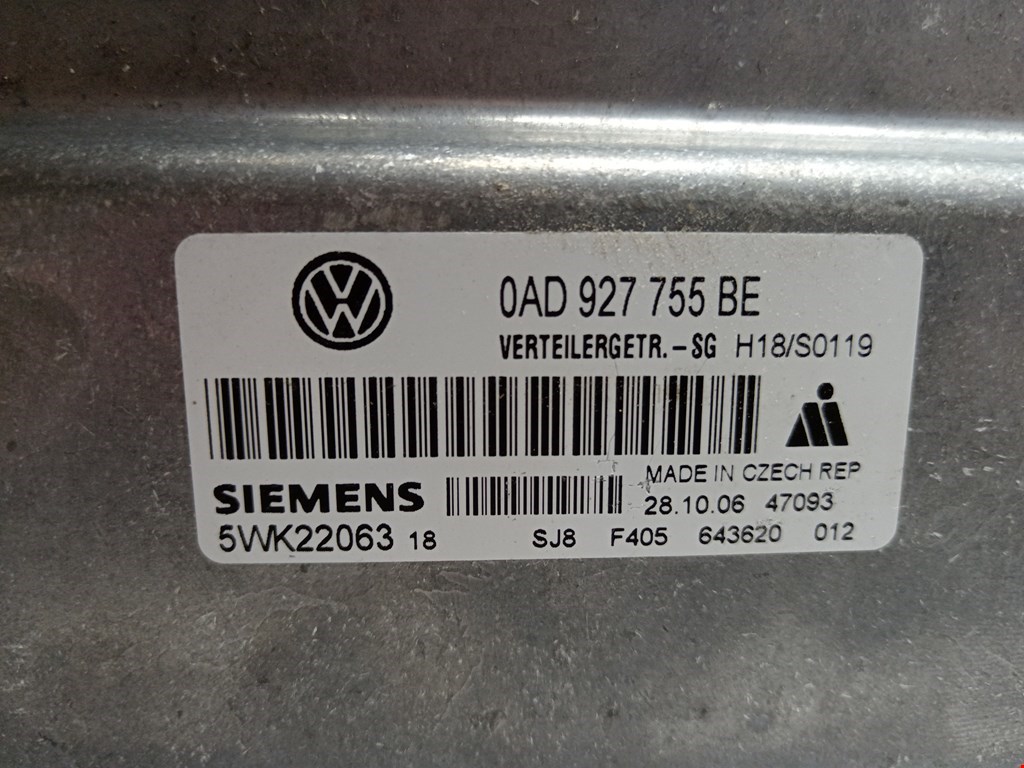 0AD 927 755 BE
VERTEILERGETR.-SG H18/S0119
MADE IN CZECH REP
SIEMENS
28.10.06 47093
5WK22063 18 SJ8 F405 643620 012